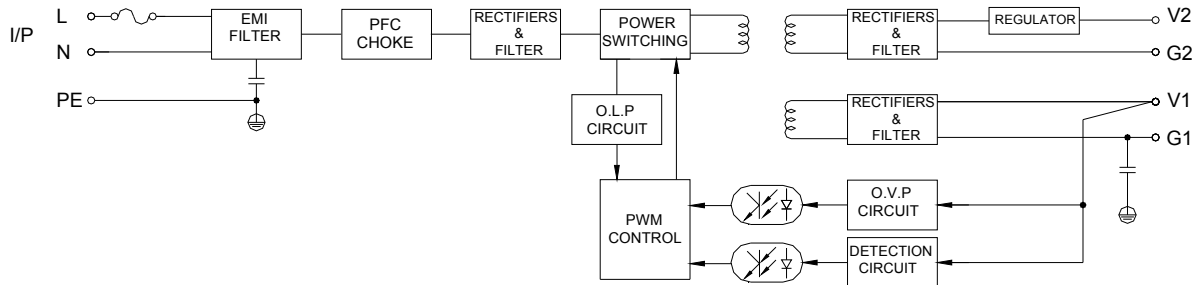 I/P
L
N
PE
EMI
FILTER
PFC
CHOKE
RECTIFIERS
&
FILTER
POWER
SWITCHING
O.L.P
CIRCUIT
PWM
CONTROL
RECTIFIERS
&
FILTER
REGULATOR
V2
G2
RECTIFIERS
&
FILTER
V1
G1
O.V.P
CIRCUIT
DETECTION
CIRCUIT